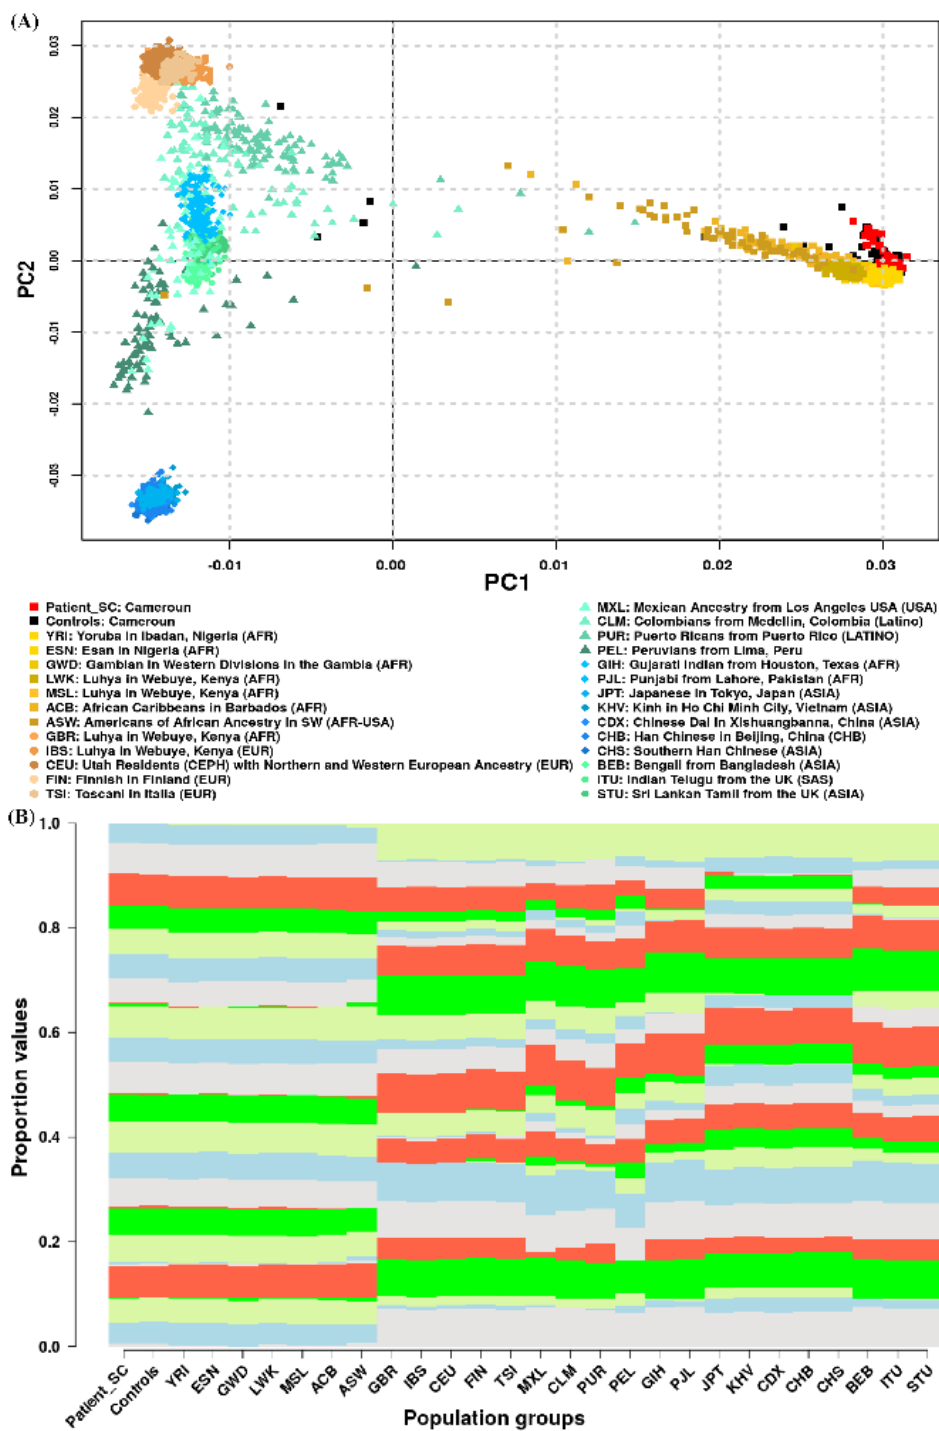 (A)
0.03
0.02
0.01
0.00
-0.01
-0.02
-0.03
PC2
-0.01
0.00
0.01
0.02
0.03
PC1
Patient_SC: Cameroun
Controls: Cameroun
YRI: Yoruba in Ibadan, Nigeria (AFR)
ESN: Esan in Nigeria (AFR)
GWD: Gambian in Western Divisions in the Gambia (AFR)
LWK: Luhya in Webuye, Kenya (AFR)
MSL: Luhya in Webuye, Kenya (AFR)
ACB: African Caribbeans in Barbados (AFR)
ASW: Americans of African Ancestry in SW (AFR-USA)
GBR: Luhya in Webuye, Kenya (AFR)
IBS: Luhya in Webuye, Kenya (EUR)
CEU: Utah Residents (CEPH) with Northern and Western European Ancestry (EUR)
FIN: Finnish in Finland (EUR)
TSI: Toscani in Italia (EUR)
MXL: Mexican Ancestry from Los Angeles USA (USA)
CLM: Colombians from Medellin, Colombia (Latino)
PUR: Puerto Ricans from Puerto Rico (LATINO)
PEL: Peruvians from Lima, Peru
GIH: Gujarati Indian from Houston, Texas (AFR)
PJL: Punjabi from Lahore, Pakistan (AFR)
JPT: Japanese in Tokyo, Japan (ASIA)
KHV: Kinh in Ho Chi Minh City, Vietnam (ASIA)
CDX: Chinese Dai in Xishuangbanna, China (ASIA)
CHB: Han Chinese in Beijing, China (CHB)
CHS: Southern Han Chinese (ASIA)
BEB: Bengali from Bangladesh (ASIA)
ITU: Indian Telugu from the UK (SAS)
STU: Sri Lankan Tamil from the UK (ASIA)
(B)
1.0
0.8
0.6
0.4
0.2
0.0
Proportion values
Patient_SC
Controls
YRI
ESN
GWD
LWK
MSL
ACB
ASW
GBR
IBS
CEU
FIN
TSI
MXL
CLM
PUR
PEL
GIH
PJL
JPT
KHV
CDX
CHB
CHS
BEB
ITU
STU
Population groups